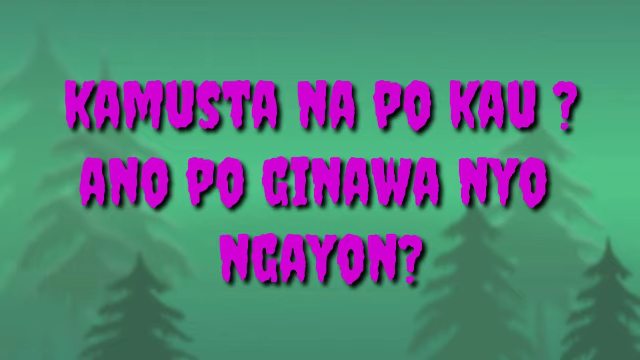 KAMUSTA NA PO KAU ?
ANO PO GINAWA NYO
NGAYON?